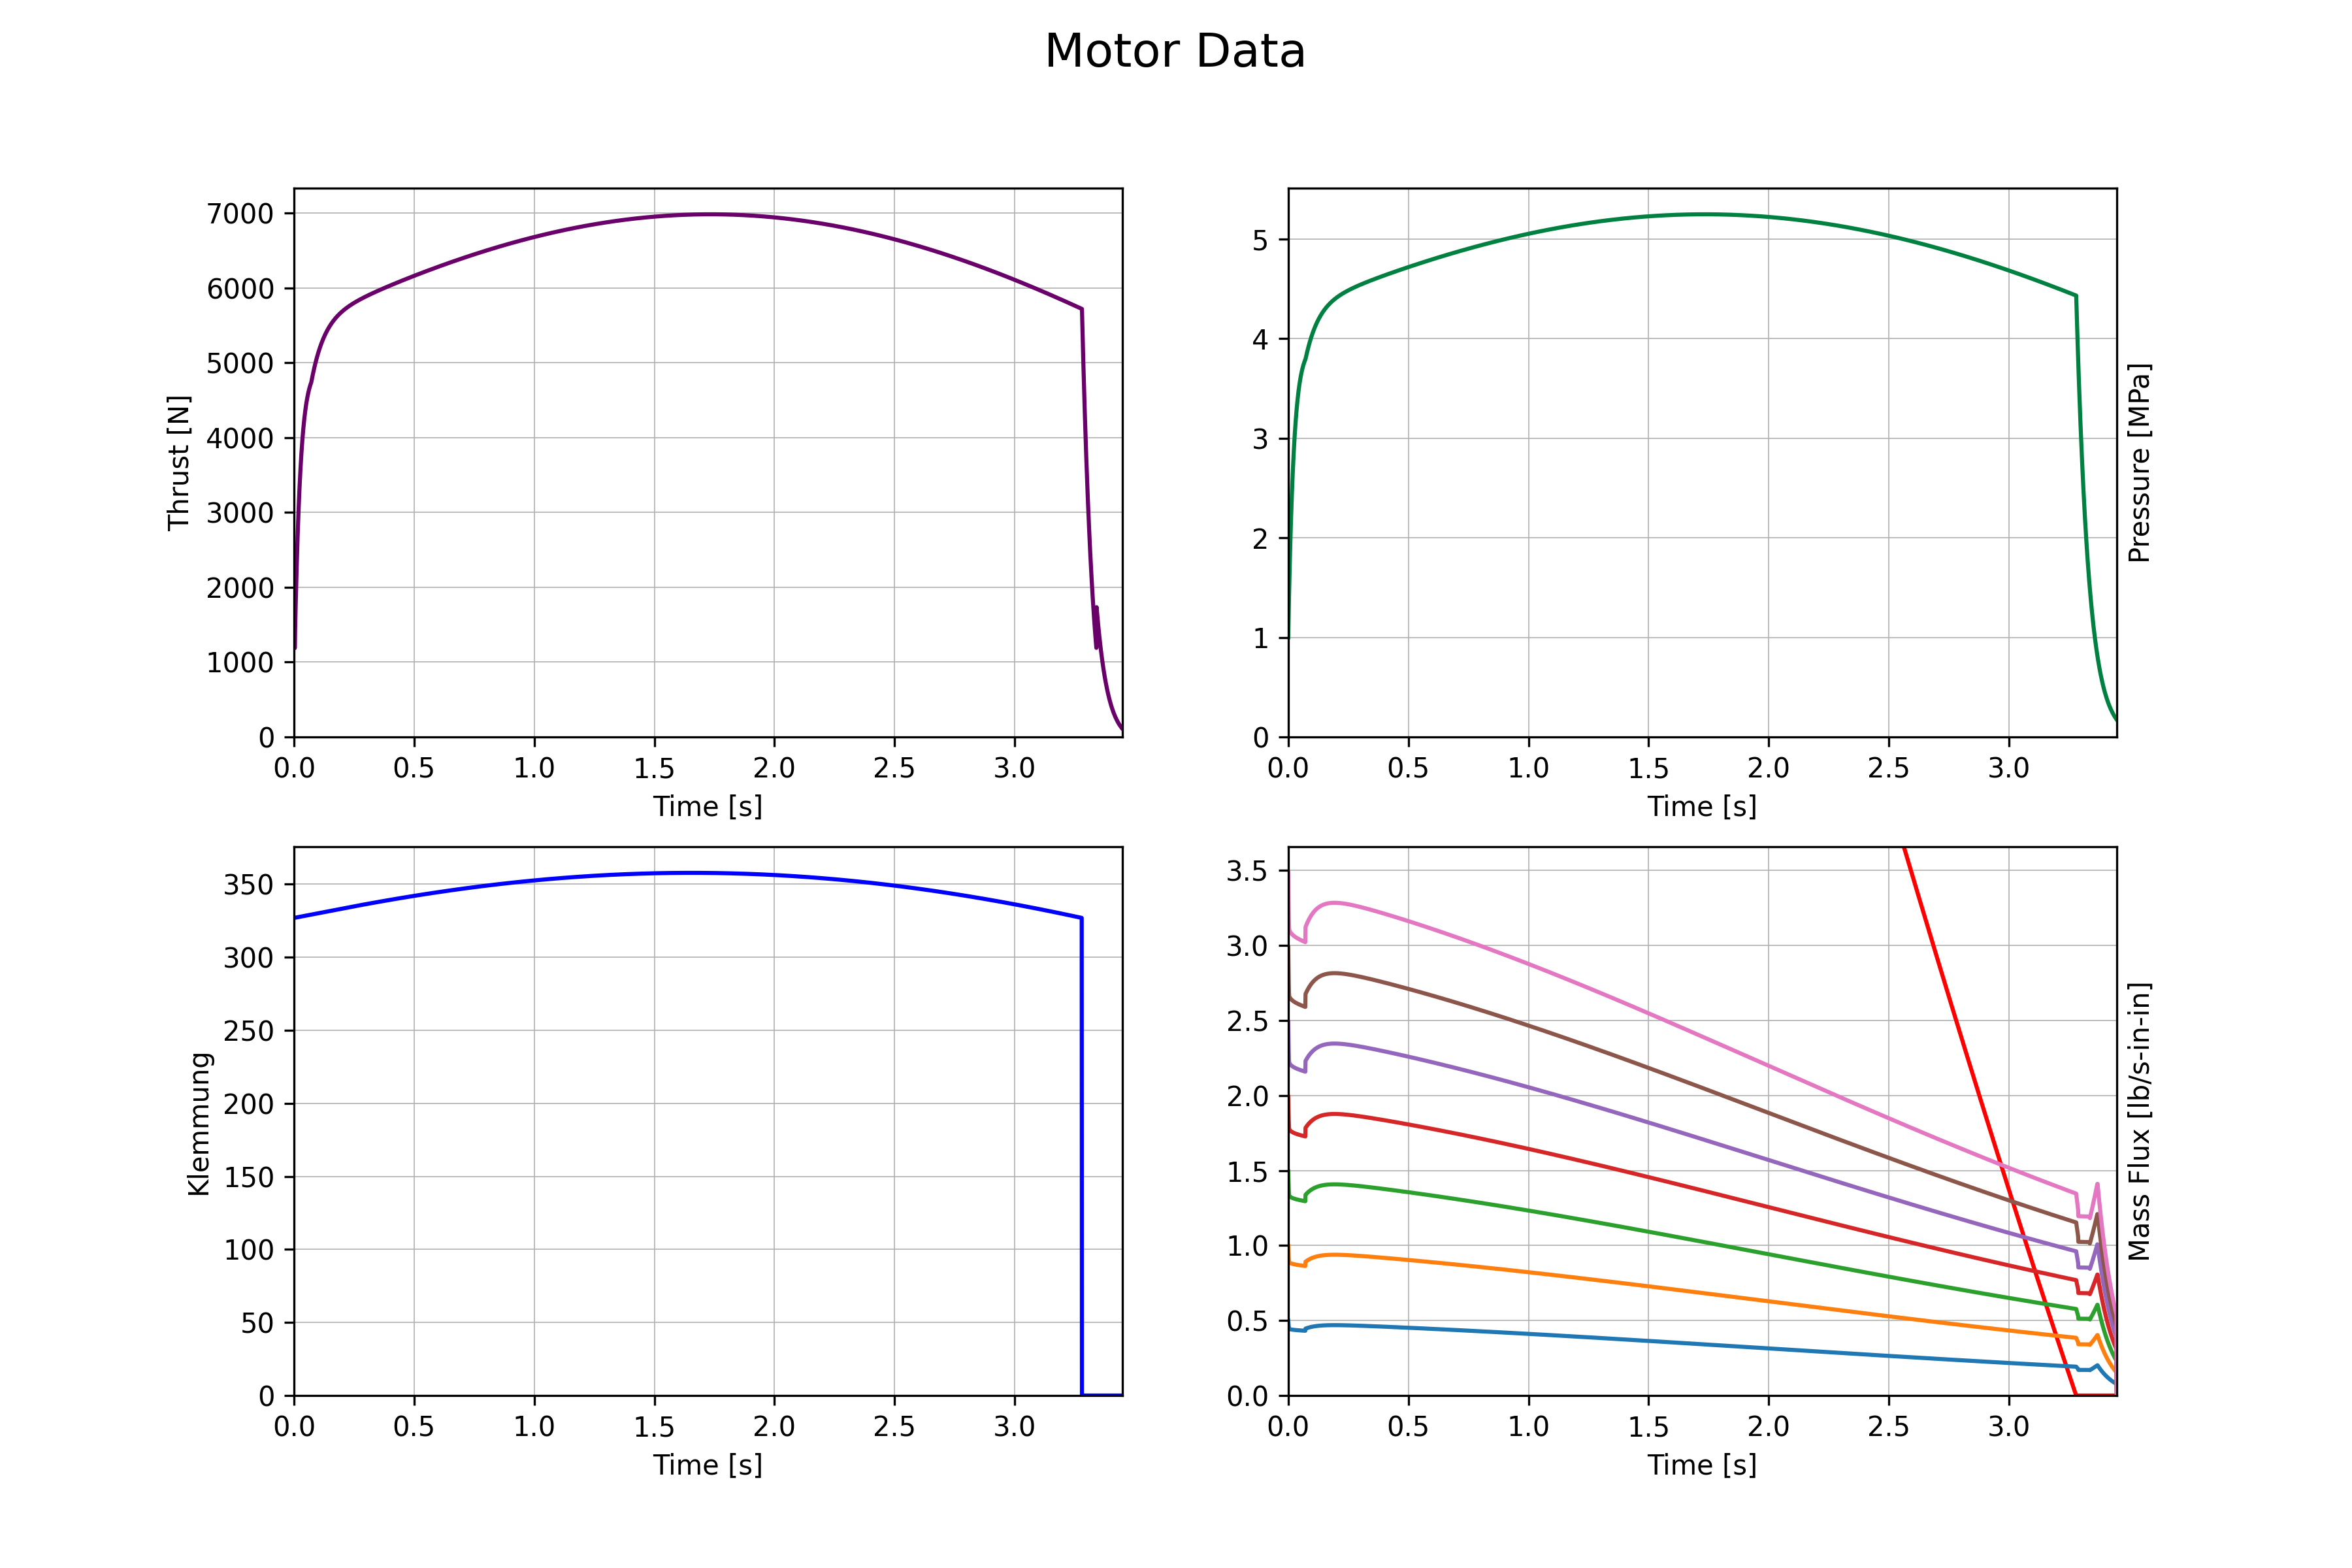 Motor Data
7000
6000
5000
4000
3000
2000
1000
0
Thrust [N]
0.0 0.5 1.0 1.5 2.0 2.5 3.0
Time [s]
5
4
3
2
1
0
Pressure [MPa]
0.0 0.5 1.0 1.5 2.0 2.5 3.0
Time [s]
350
300
250
200
150
100
50
0
Klemmung
0.0 0.5 1.0 1.5 2.0 2.5 3.0
Time [s]
3.5
3.0
2.5
2.0
1.5
1.0
0.5
0.0
Mass Flux [lb/s-in-in]
0.0 0.5 1.0 1.5 2.0 2.5 3.0
Time [s]